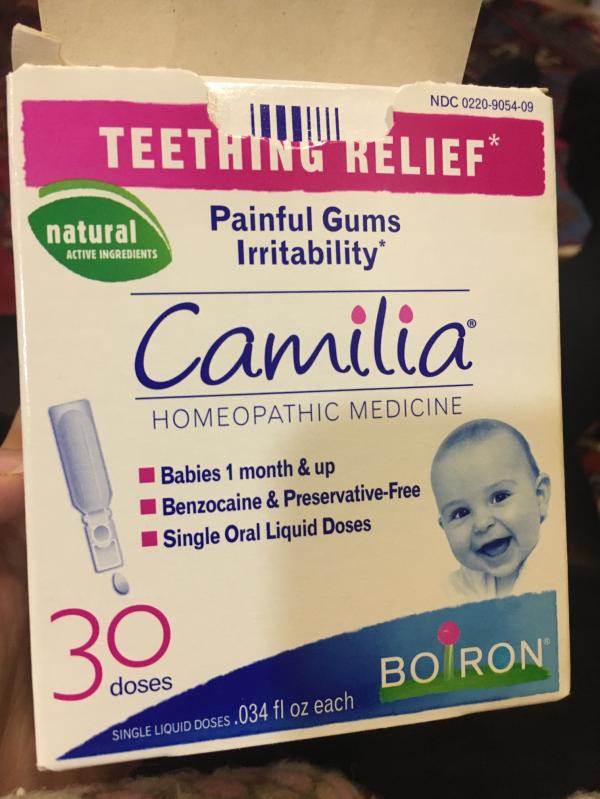 NDC 0220-9054-09
TEETHING RELIEF*
natural
ACTIVE INGREDIENTS
Painful Gums
Irritability*
Camilia®
HOMEOPATHIC MEDICINE
Babies 1 month & up
Benzocaine & Preservative-Free
Single Oral Liquid Doses
30
doses
BOIRON®
SINGLE LIQUID DOSES .034 fl oz each